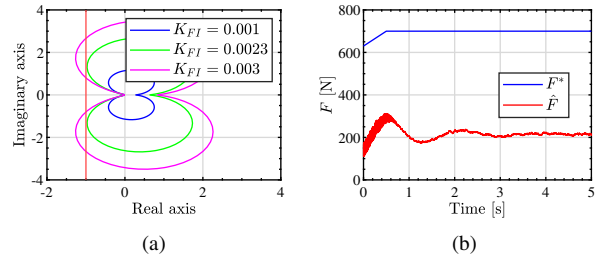 4
2
0
-2
-4
-2
0
2
4
Imaginary axis
Real axis
K_{FI} = 0.001
K_{FI} = 0.0023
K_{FI} = 0.003
(a)
800
600
400
200
0
0
1
2
3
4
5
F [N]
Time [s]
F*
F̂
(b)